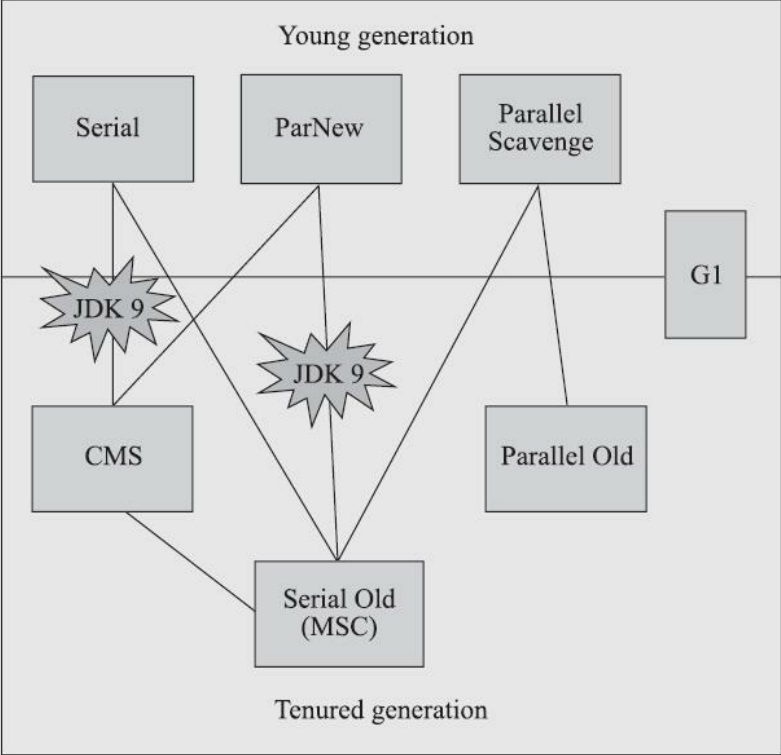 Young generation
Serial
ParNew
Parallel
Scavenge
G1
JDK 9
JDK 9
CMS
Parallel Old
Serial Old
(MSC)
Tenured generation